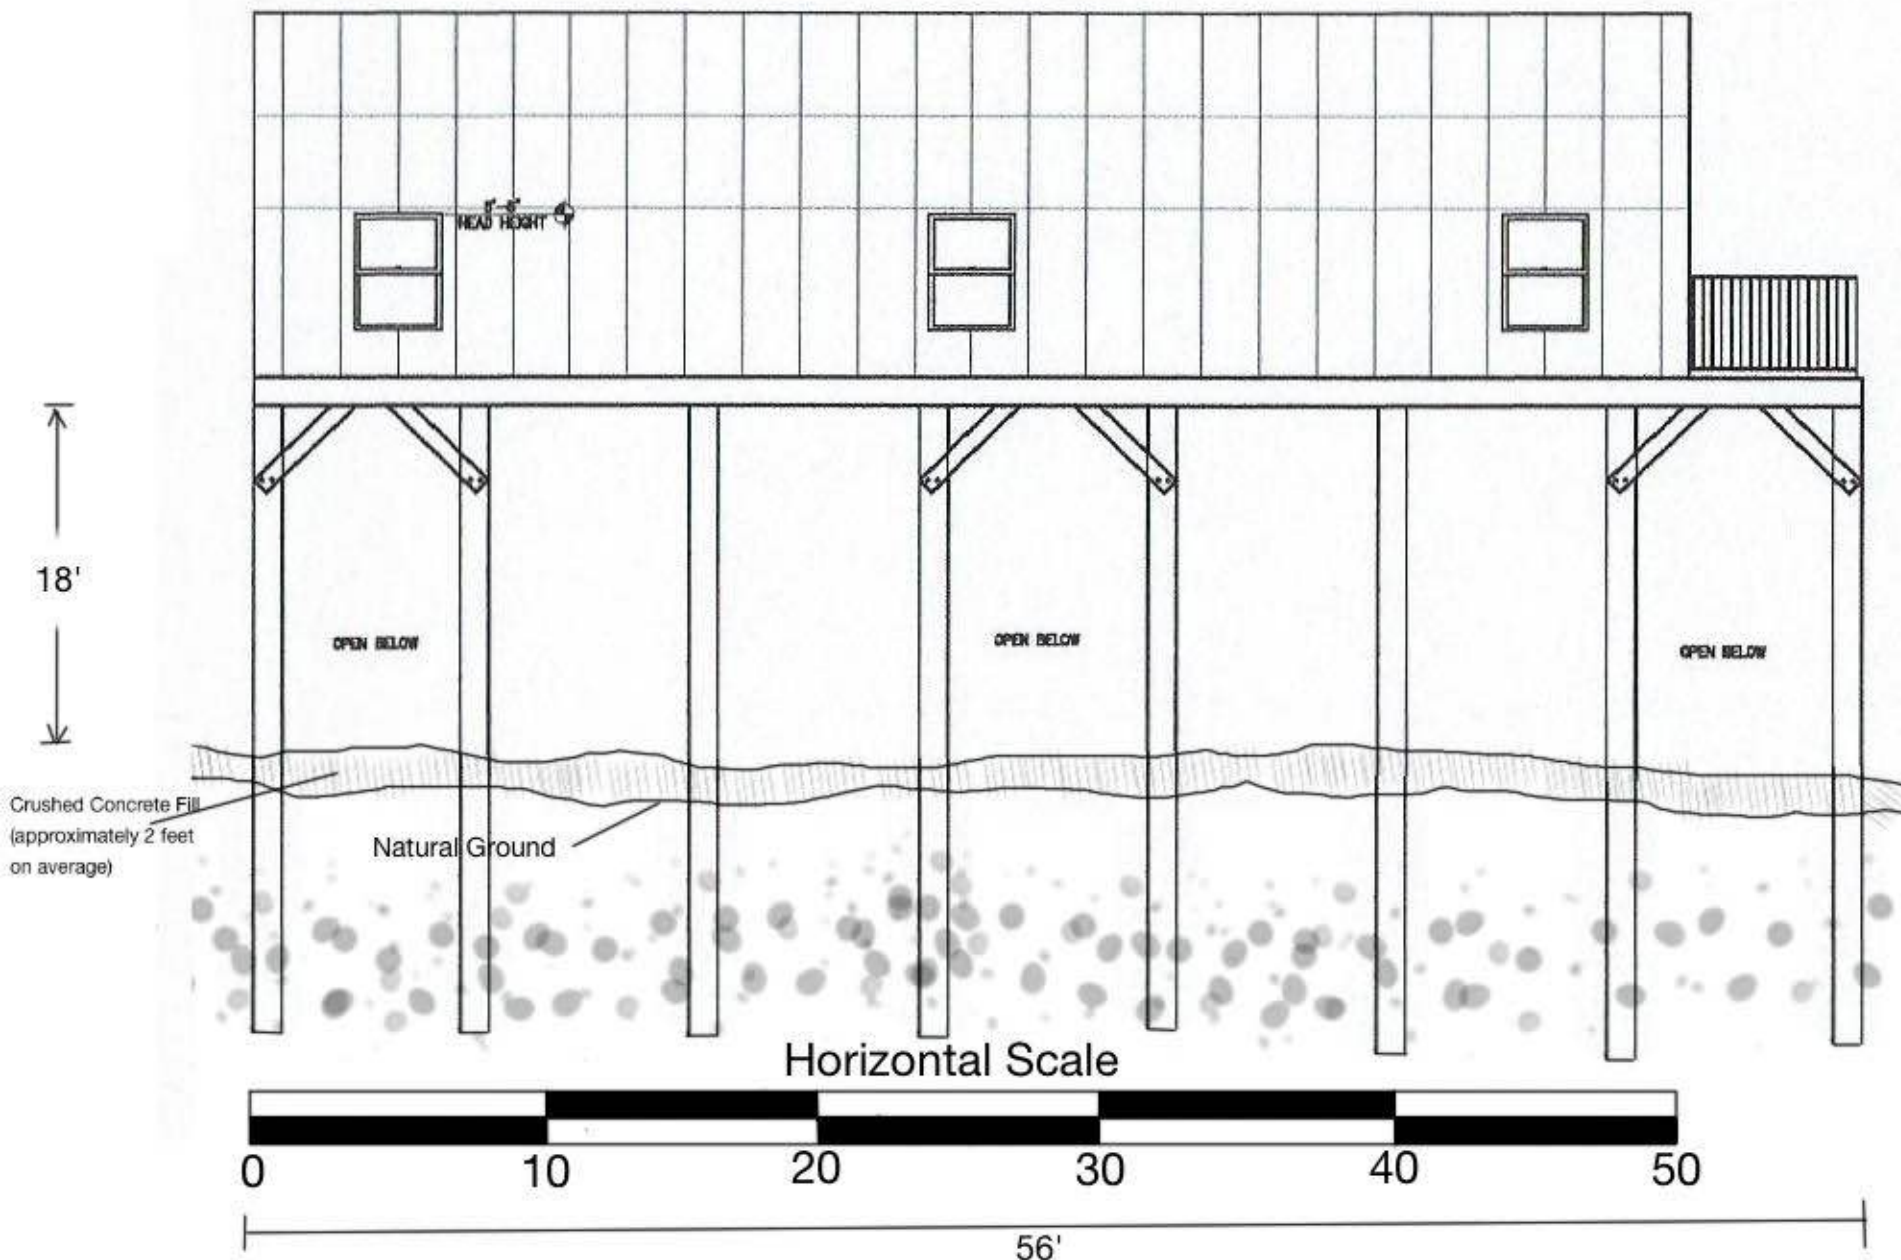 HEAD HEIGHT
18'
OPEN BELOW
OPEN BELOW
OPEN BELOW
Crushed Concrete Fill
(approximately 2 feet
on average)
Natural Ground
Horizontal Scale
0 10 20 30 40 50
56'